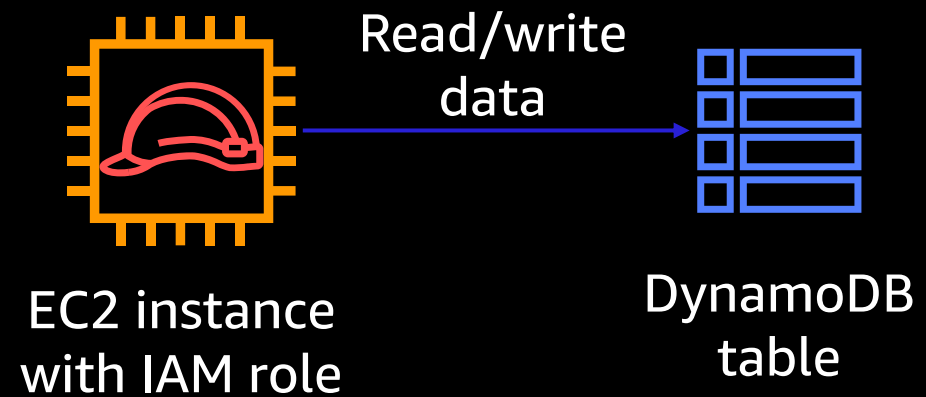 Read/write
data
EC2 instance
with IAM role
DynamoDB
table